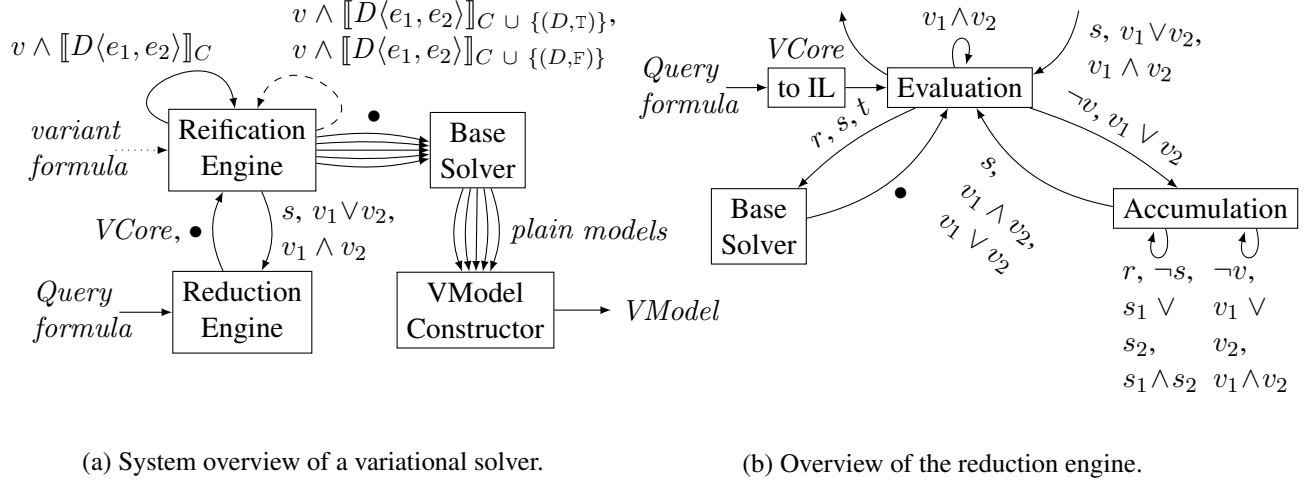 v ∧ ⟦D⟨e₁, e₂⟩⟧_C
v ∧ ⟦D⟨e₁, e₂⟩⟧_{C ∪ {(D,T)}},
v ∧ ⟦D⟨e₁, e₂⟩⟧_{C ∪ {(D,F)}}
variant
formula
Reification
Engine
●
Base
Solver
VCore, ●
s, v₁∨v₂,
v₁ ∧ v₂
plain models
Query
formula
Reduction
Engine
VModel
Constructor
VModel
(a) System overview of a variational solver.
v₁∧v₂
s, v₁∨v₂,
v₁ ∧ v₂
Query
formula
VCore
to IL
Evaluation
r, s, t
¬v, v₁ ∨ v₂
Base
Solver
●
s,
v₁ ∧ v₂,
v₁ ∨ v₂
Accumulation
r, ¬s,
s₁ ∨
s₂,
s₁∧s₂
¬v,
v₁ ∨
v₂,
v₁∧v₂
(b) Overview of the reduction engine.